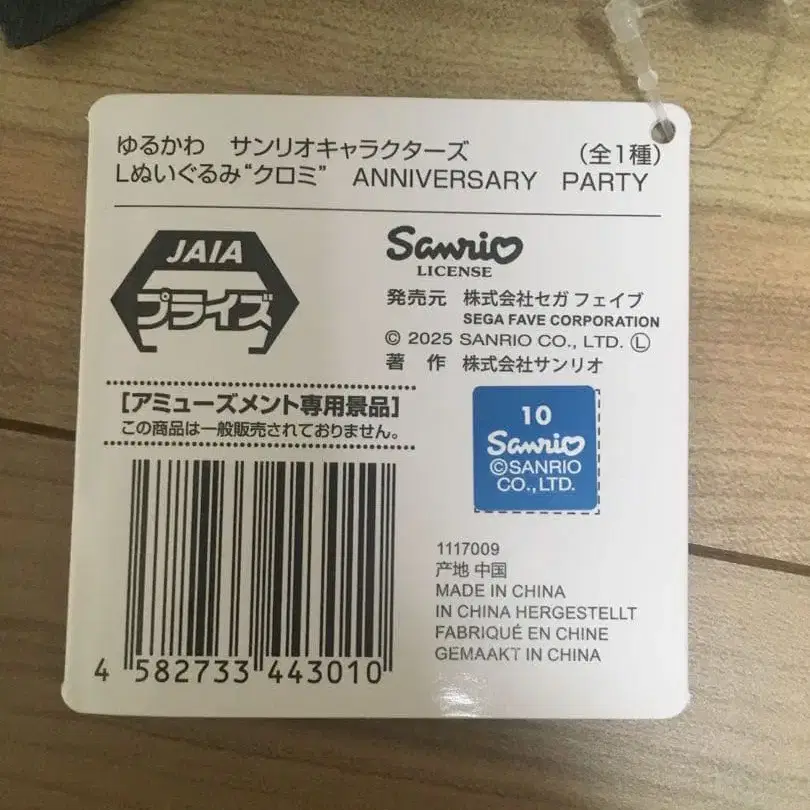 ゆるかわ　サンリオキャラクターズ　（全1種）
Lぬいぐるみ“クロミ”　ANNIVERSARY　PARTY
JAIA
プライズ
Sanrio
LICENSE
発売元　株式会社セガ フェイブ
SEGA FAVE CORPORATION
© 2025 SANRIO CO., LTD. Ⓛ
著　作　株式会社サンリオ
［アミューズメント専用景品］
この商品は一般販売されておりません。
10
Sanrio
©SANRIO
CO.,LTD.
1117009
产地 中国
MADE IN CHINA
IN CHINA HERGESTELLT
FABRIQUÉ EN CHINE
GEMAAKT IN CHINA
4 582733 443010